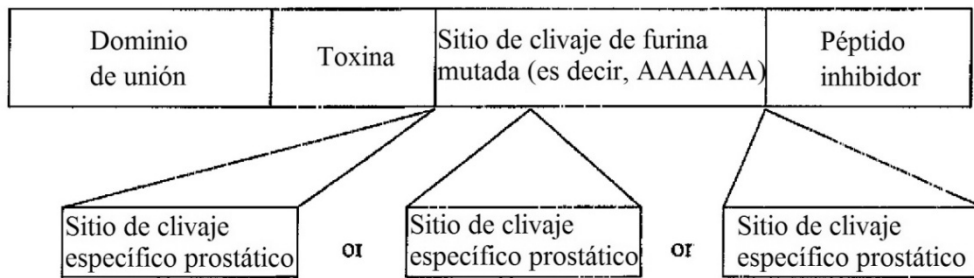 Dominio
de unión
Toxina
Sitio de clivaje de furina
mutada (es decir, AAAAAA)
Péptido
inhibidor
Sitio de clivaje
específico prostático
or
Sitio de clivaje
específico prostático
or
Sitio de clivaje
específico prostático